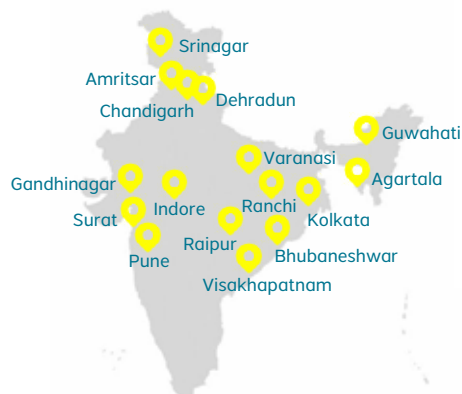 Srinagar
Amritsar
Chandigarh
Dehradun
Guwahati
Varanasi
Agartala
Gandhinagar
Indore
Ranchi
Kolkata
Surat
Raipur
Bhubaneshwar
Pune
Visakhapatnam